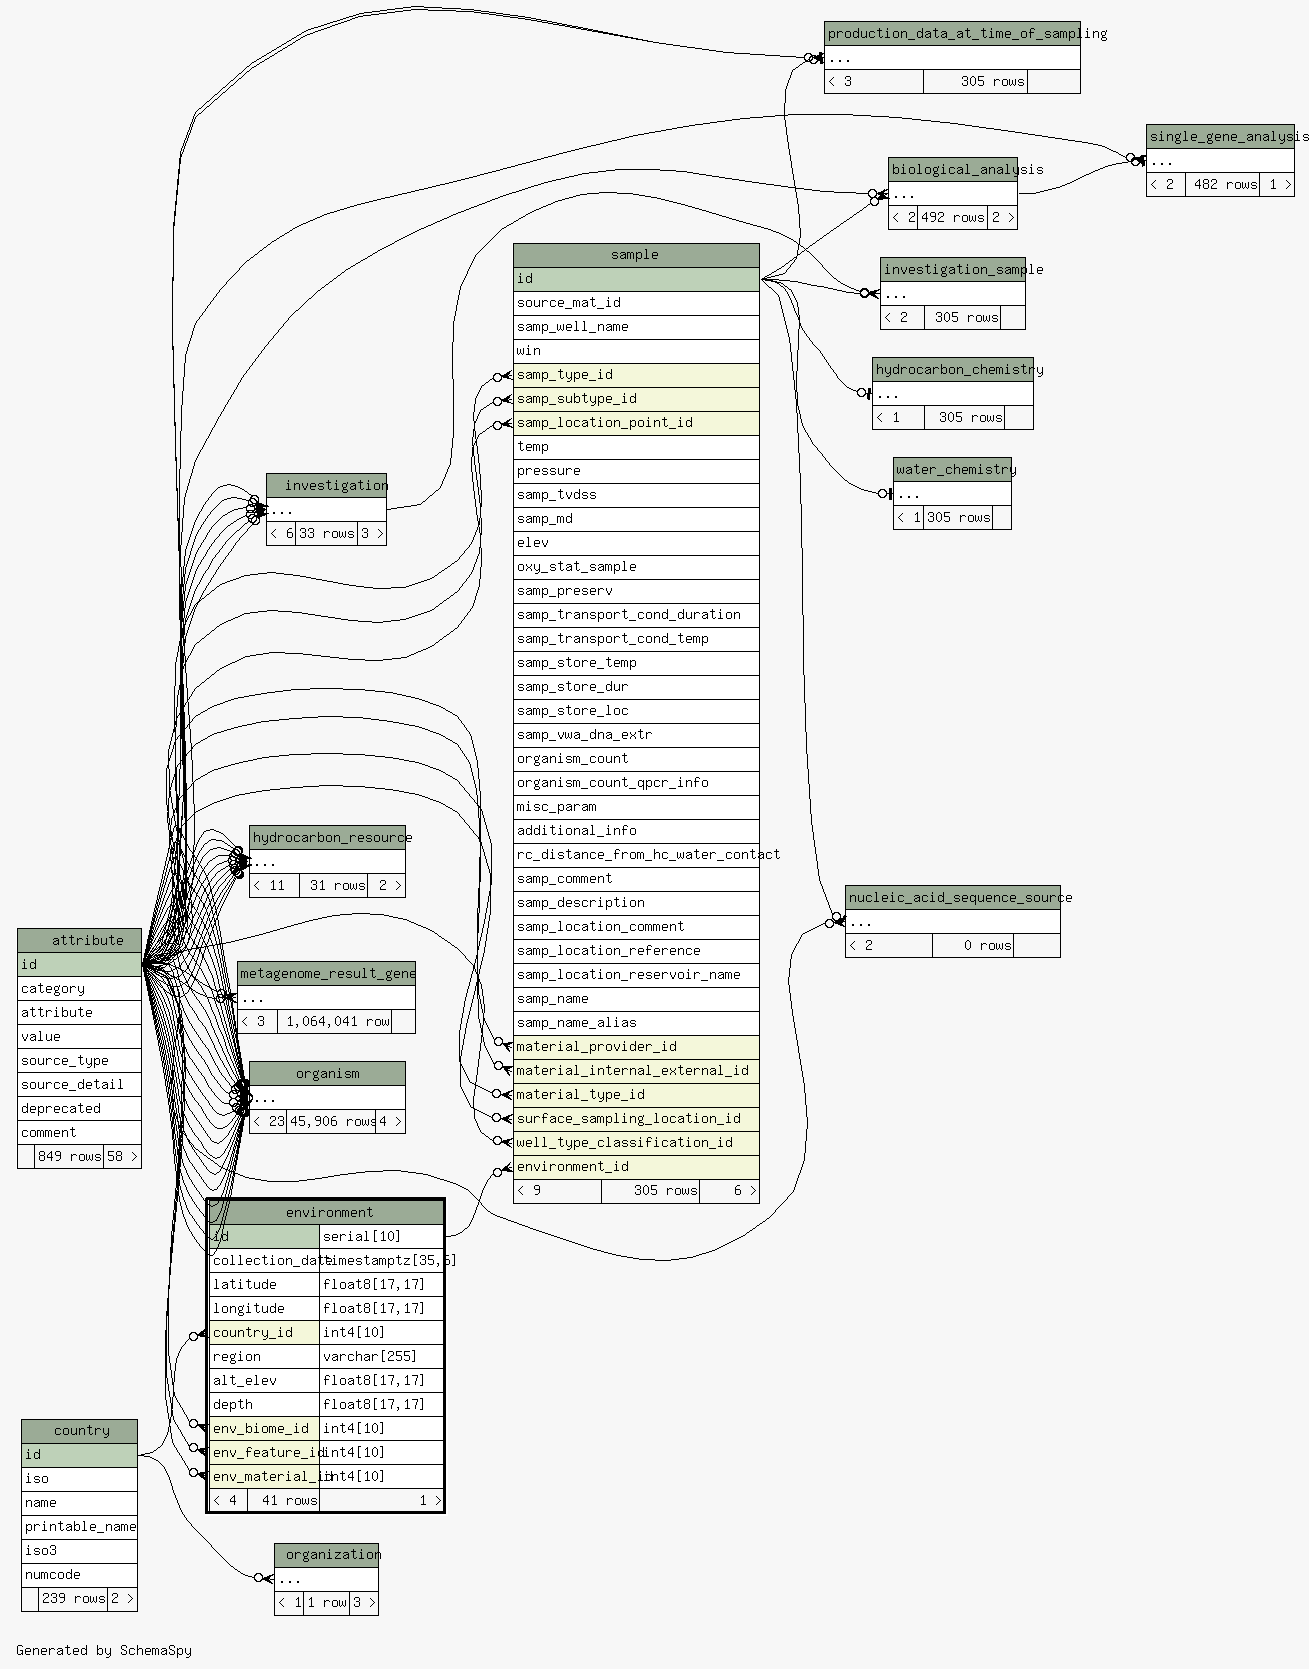 production_data_at_time_of_sampling
...
< 3 305 rows
single_gene_analysis
...
< 2 482 rows 1 >
biological_analysis
...
< 2 492 rows 2 >
investigation_sample
...
< 2 305 rows
hydrocarbon_chemistry
...
< 1 305 rows
water_chemistry
...
< 1 305 rows
sample
id
source_mat_id
samp_well_name
win
samp_type_id
samp_subtype_id
samp_location_point_id
temp
pressure
samp_tvdss
samp_md
elev
oxy_stat_sample
samp_preserv
samp_transport_cond_duration
samp_transport_cond_temp
samp_store_temp
samp_store_dur
samp_store_loc
samp_vwa_dna_extr
organism_count
organism_count_qpcr_info
misc_param
additional_info
rc_distance_from_hc_water_contact
samp_comment
samp_description
samp_location_comment
samp_location_reference
samp_location_reservoir_name
samp_name
samp_name_alias
material_provider_id
material_internal_external_id
material_type_id
surface_sampling_location_id
well_type_classification_id
environment_id
< 9 305 rows 6 >
investigation
...
< 6 33 rows 3 >
hydrocarbon_resource
...
< 11 31 rows 2 >
nucleic_acid_sequence_source
...
< 2 0 rows
attribute
id
category
attribute
value
source_type
source_detail
deprecated
comment
849 rows 58 >
metagenome_result_gene
...
< 3 1,064,041 row
organism
...
< 23 45,906 rows 4 >
environment
id serial[10]
collection_date timestamptz[35,6]
latitude float8[17,17]
longitude float8[17,17]
country_id int4[10]
region varchar[255]
alt_elev float8[17,17]
depth float8[17,17]
env_biome_id int4[10]
env_feature_id int4[10]
env_material_id int4[10]
< 4 41 rows 1 >
country
id
iso
name
printable_name
iso3
numcode
239 rows 2 >
organization
...
< 1 1 row 3 >
Generated by SchemaSpy